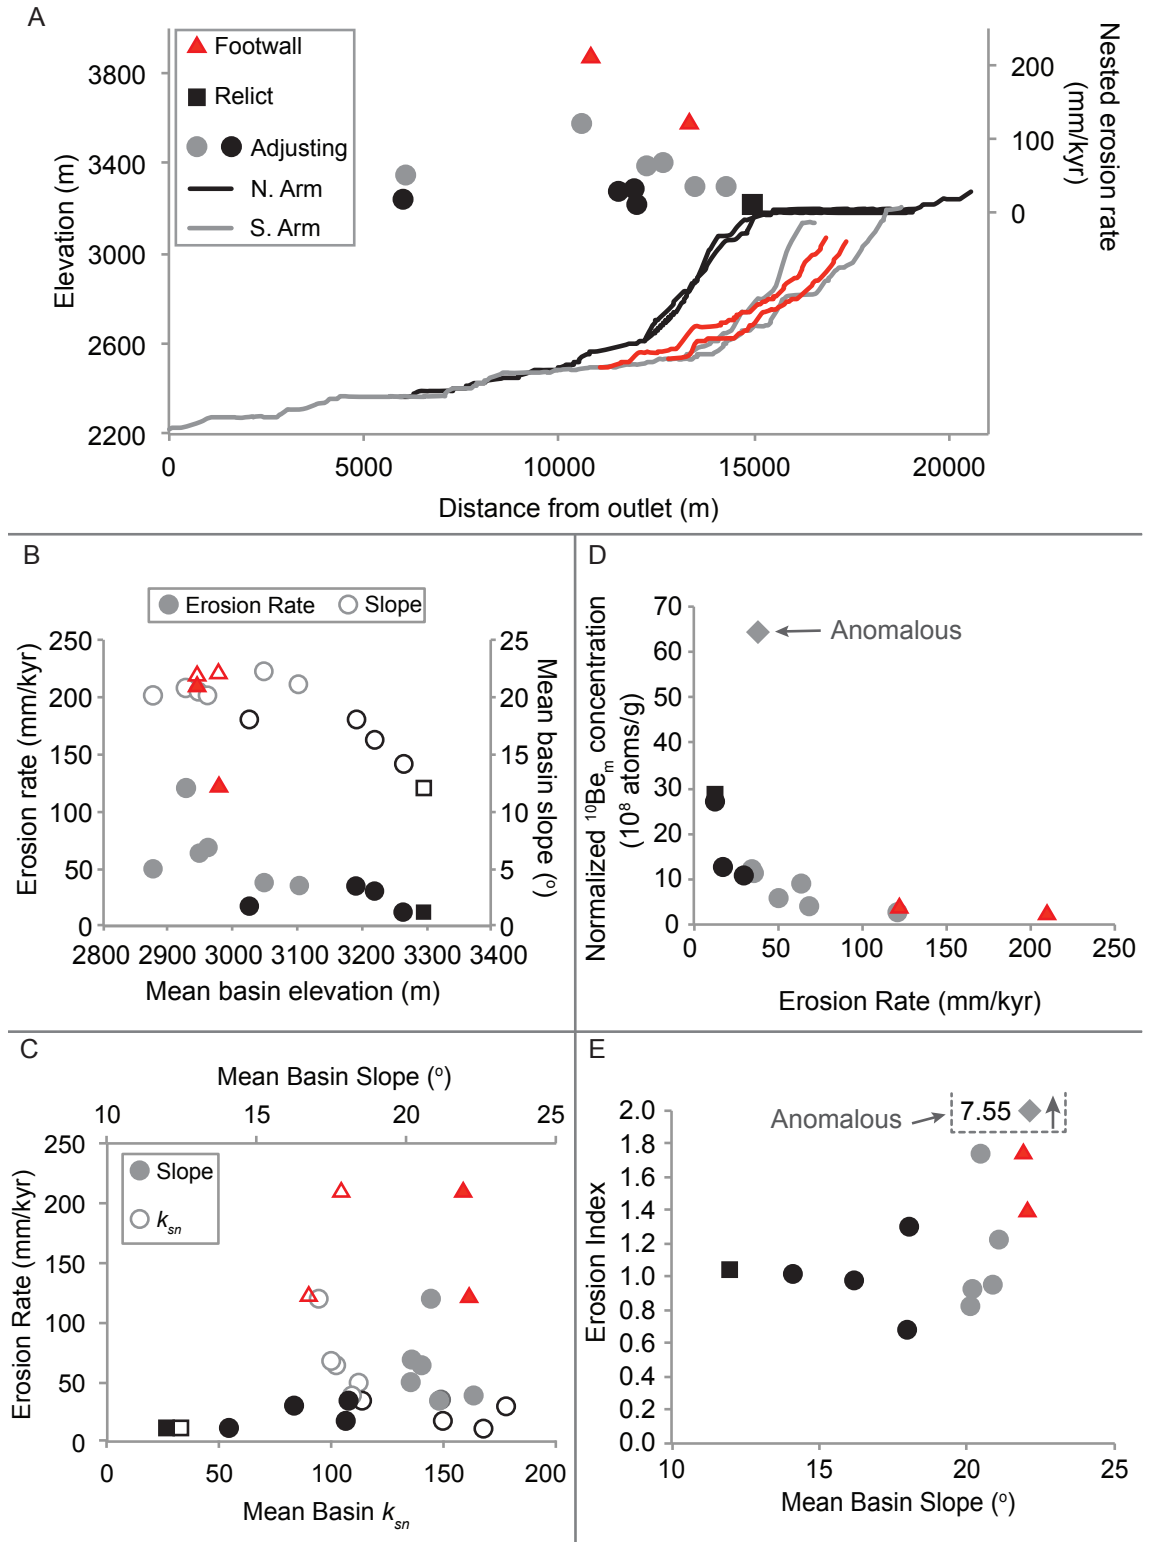 A
Footwall
Relict
Adjusting
N. Arm
S. Arm
3800
3400
3000
2600
2200
Elevation (m)
200
100
0
Nested erosion rate
(mm/kyr)
0
5000
10000
15000
20000
Distance from outlet (m)
B
Erosion Rate
Slope
250
200
150
100
50
0
Erosion rate (mm/kyr)
25
20
15
10
5
0
Mean basin
slope (o)
2800
2900
3000
3100
3200
3300
3400
Mean basin elevation (m)
D
70
60
50
40
30
20
10
0
Normalized 10Bem concentration
(108 atoms/g)
Anomalous
0
50
100
150
200
250
Erosion Rate (mm/kyr)
C
Mean Basin Slope (o)
10
15
20
25
Slope
ksn
250
200
150
100
50
0
Erosion Rate (mm/kyr)
0
50
100
150
200
Mean Basin ksn
E
Anomalous
7.55
2.0
1.8
1.6
1.4
1.2
1.0
0.8
0.6
0.4
0.2
0.0
Erosion Index
10
15
20
25
Mean Basin Slope (o)